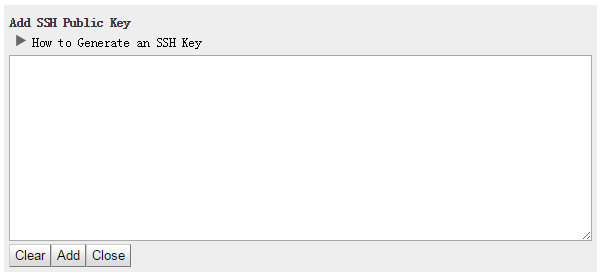 Add SSH Public Key
How to Generate an SSH Key
Clear Add Close